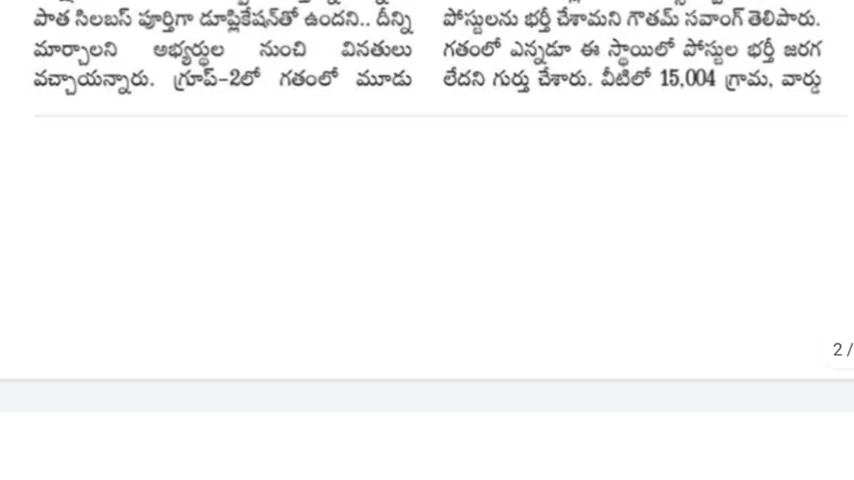 పాత సిలబస్ పూర్తిగా డూప్లికేషన్‌తో ఉందని.. దీన్ని
మార్చాలని అభ్యర్థుల నుంచి వినతులు
వచ్చాయన్నారు. గ్రూప్-2లో గతంలో మూడు
పోస్టులను భర్తీ చేశామని గౌతమ్ సవాంగ్ తెలిపారు.
గతంలో ఎన్నడూ ఈ స్థాయిలో పోస్టుల భర్తీ జరగ
లేదని గుర్తు చేశారు. వీటిలో 15,004 గ్రామ, వార్డు
2 /